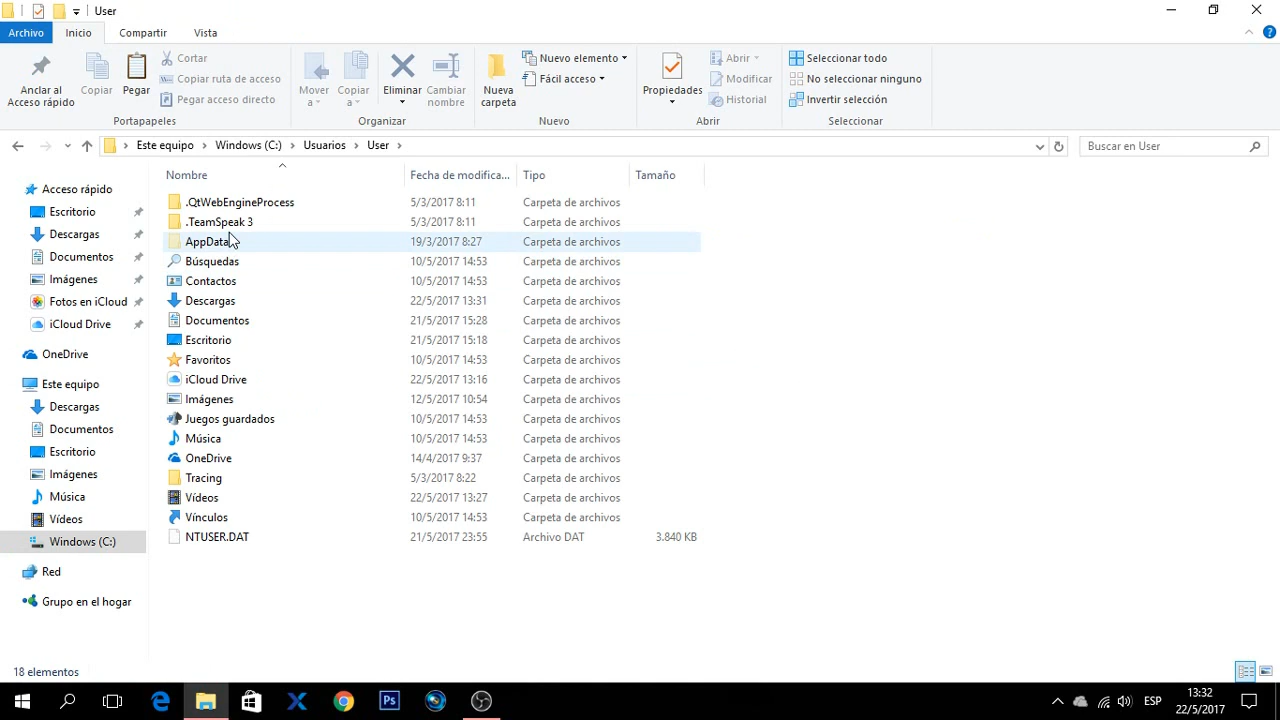 User
Archivo Inicio Compartir Vista
Anclar al Acceso rápido
Copiar
Pegar
Cortar
Copiar ruta de acceso
Pegar acceso directo
Portapapeles
Mover a
Copiar a
Eliminar
Cambiar nombre
Organizar
Nueva carpeta
Nuevo elemento
Fácil acceso
Nuevo
Propiedades
Abrir
Modificar
Historial
Abrir
Seleccionar todo
No seleccionar ninguno
Invertir selección
Seleccionar
Este equipo > Windows (C:) > Usuarios > User >
Buscar en User
Acceso rápido
Escritorio
Descargas
Documentos
Imágenes
Fotos en iCloud
iCloud Drive
OneDrive
Este equipo
Descargas
Documentos
Escritorio
Imágenes
Música
Vídeos
Windows (C:)
Red
Grupo en el hogar
Nombre Fecha de modifica... Tipo Tamaño
.QtWebEngineProcess 5/3/2017 8:11 Carpeta de archivos
.TeamSpeak 3 5/3/2017 8:11 Carpeta de archivos
AppData 19/3/2017 8:27 Carpeta de archivos
Búsquedas 10/5/2017 14:53 Carpeta de archivos
Contactos 10/5/2017 14:53 Carpeta de archivos
Descargas 22/5/2017 13:31 Carpeta de archivos
Documentos 21/5/2017 15:28 Carpeta de archivos
Escritorio 21/5/2017 15:18 Carpeta de archivos
Favoritos 10/5/2017 14:53 Carpeta de archivos
iCloud Drive 22/5/2017 13:16 Carpeta de archivos
Imágenes 12/5/2017 10:54 Carpeta de archivos
Juegos guardados 10/5/2017 14:53 Carpeta de archivos
Música 10/5/2017 14:53 Carpeta de archivos
OneDrive 14/4/2017 9:37 Carpeta de archivos
Tracing 5/3/2017 8:22 Carpeta de archivos
Vídeos 22/5/2017 13:27 Carpeta de archivos
Vínculos 10/5/2017 14:53 Carpeta de archivos
NTUSER.DAT 21/5/2017 23:55 Archivo DAT 3.840 KB
18 elementos
Ps
ESP
13:32
22/5/2017